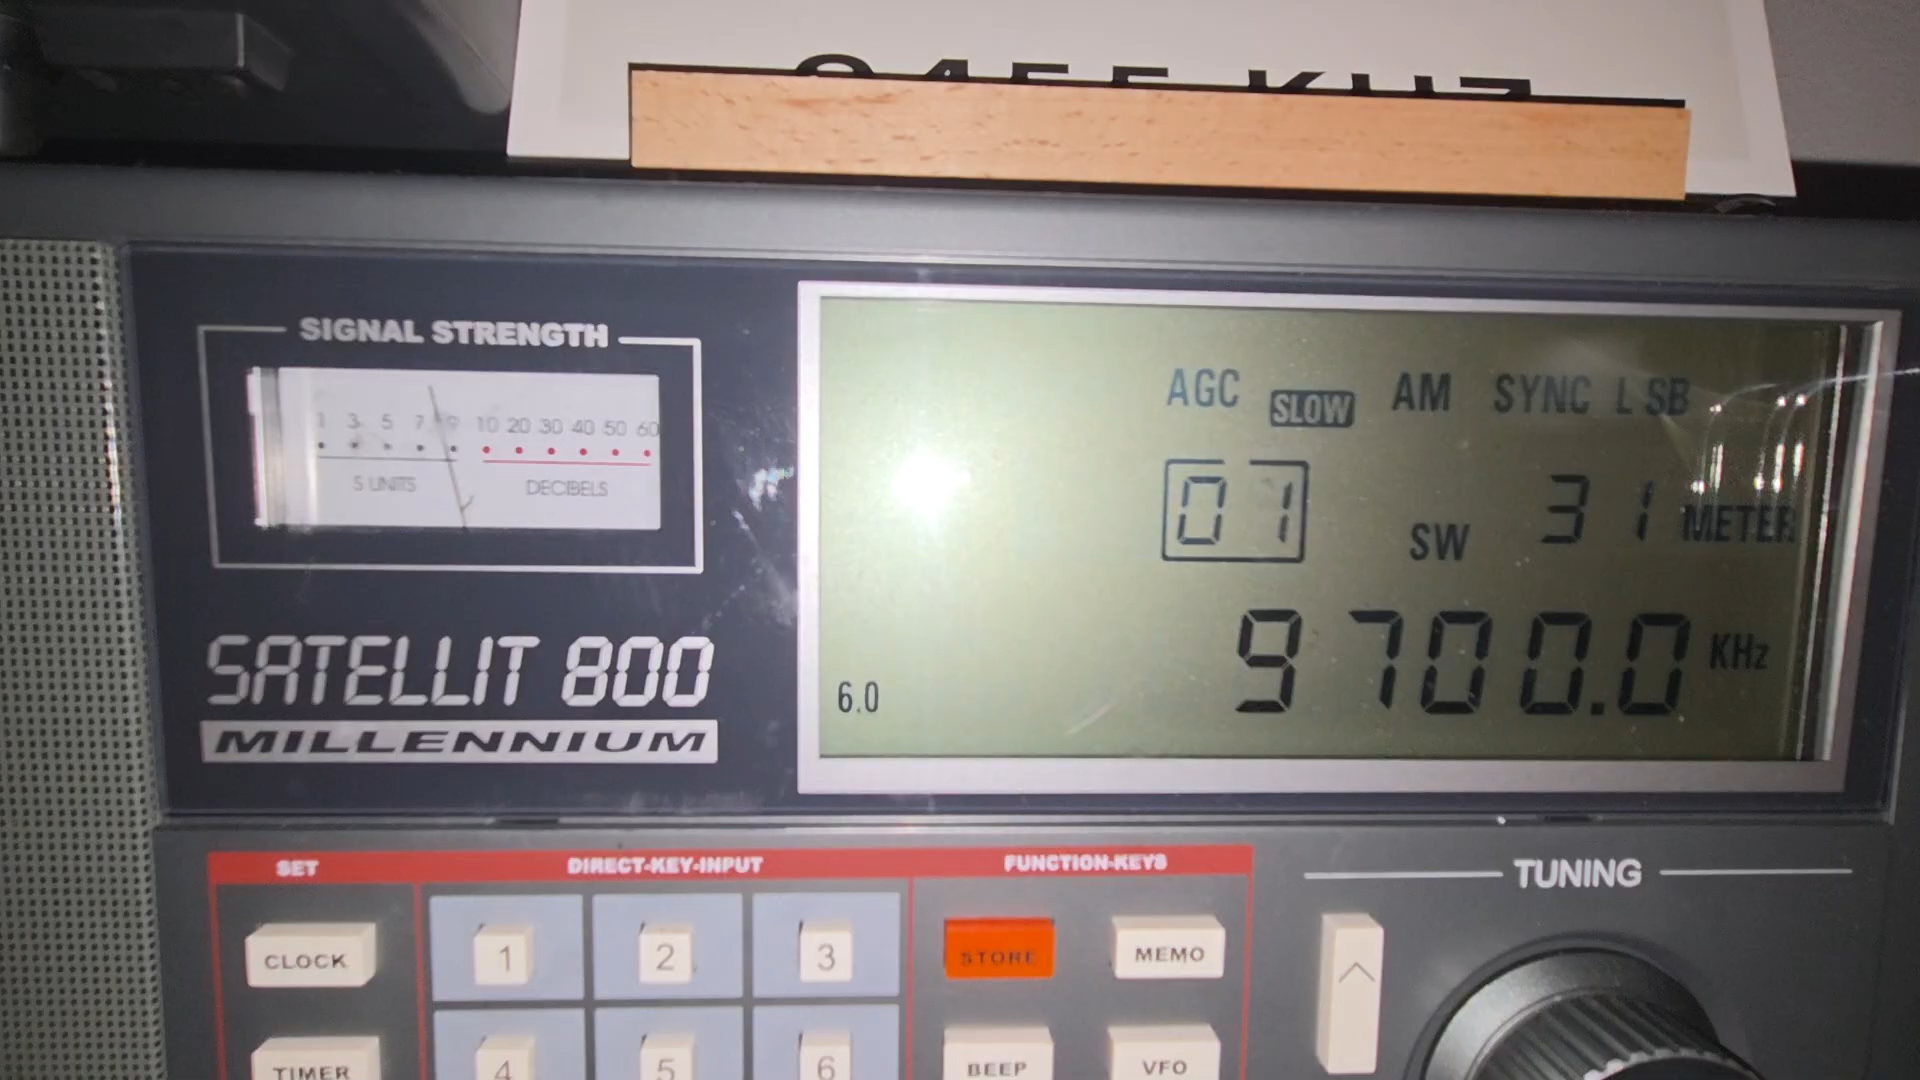 SIGNAL STRENGTH
1 3 5 7 9 10 20 30 40 50 60
S UNITS DECIBELS
AGC SLOW AM SYNC LSB
01 SW 31 METER
9700.0 KHz
6.0
SATELLIT 800
MILLENNIUM
SET DIRECT-KEY-INPUT FUNCTION-KEYS
TUNING
CLOCK 1 2 3 STORE MEMO
TIMER 4 5 6 BEEP VFO